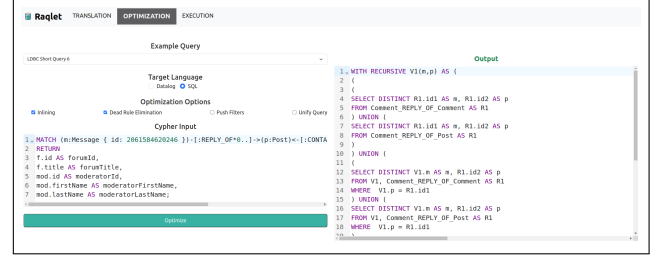 Raqlet TRANSLATION OPTIMIZATION EXECUTION
Example Query
LDBC Short Query 6
Target Language
Datalog SQL
Optimization Options
Inlining Dead Rule Elimination Push Filters Unify Query
Cypher Input
1 MATCH (m:Message { id: 2061584620246 })-[:REPLY_OF*0..]->(p:Post)<-[:CONTA
2 RETURN
3 f.id AS forumId,
4 f.title AS forumTitle,
5 mod.id AS moderatorId,
6 mod.firstName AS moderatorFirstName,
7 mod.lastName AS moderatorLastName;
Optimize
Output
1 WITH RECURSIVE V1(m,p) AS (
2 (
3 (
4 SELECT DISTINCT R1.id1 AS m, R1.id2 AS p
5 FROM Comment_REPLY_OF_Comment AS R1
6 ) UNION (
7 SELECT DISTINCT R1.id1 AS m, R1.id2 AS p
8 FROM Comment_REPLY_OF_Post AS R1
9 )
10 ) UNION (
11 (
12 SELECT DISTINCT V1.m AS m, R1.id2 AS p
13 FROM V1, Comment_REPLY_OF_Comment AS R1
14 WHERE V1.p = R1.id1
15 ) UNION (
16 SELECT DISTINCT V1.m AS m, R1.id2 AS p
17 FROM V1, Comment_REPLY_OF_Post AS R1
18 WHERE V1.p = R1.id1
19 )